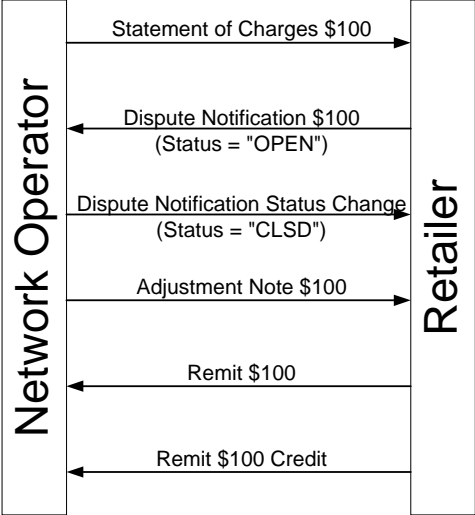 Network Operator
Statement of Charges $100
Dispute Notification $100
(Status = "OPEN")
Dispute Notification Status Change
(Status = "CLSD")
Adjustment Note $100
Remit $100
Remit $100 Credit
Retailer